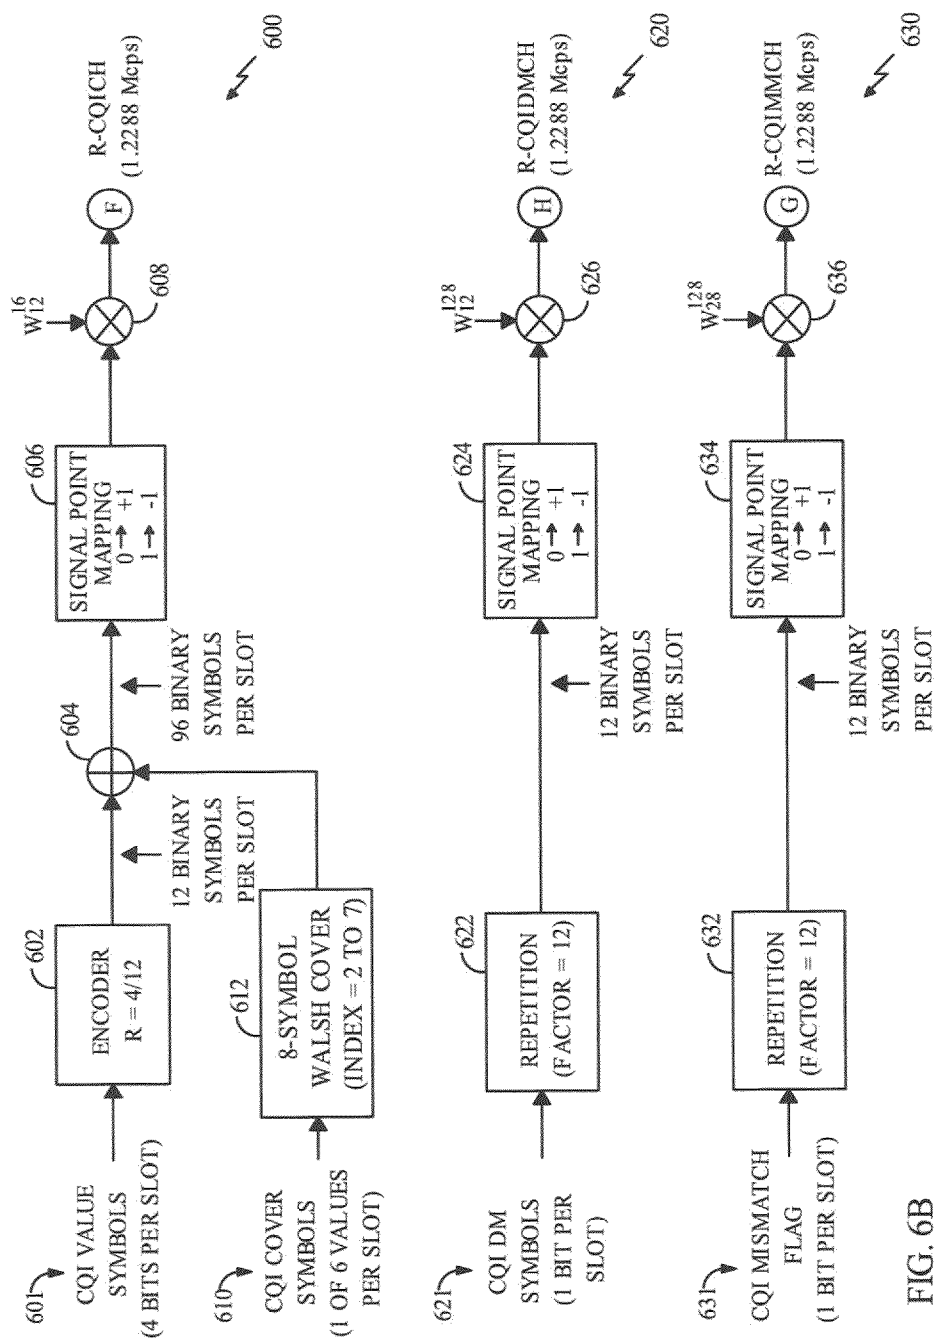 601
CQI VALUE
SYMBOLS
(4 BITS PER SLOT)
602
ENCODER
R = 4/12
12 BINARY
SYMBOLS
PER SLOT
604
96 BINARY
SYMBOLS
PER SLOT
606
SIGNAL POINT
MAPPING
0 → +1
1 → -1
W 16 12
608
F
R-CQICH
(1.2288 Mcps)
600
610
CQI COVER
SYMBOLS
(1 OF 6 VALUES
PER SLOT)
612
8-SYMBOL
WALSH COVER
(INDEX = 2 TO 7)
621
CQI DM
SYMBOLS
(1 BIT PER
SLOT)
622
REPETITION
(FACTOR = 12)
12 BINARY
SYMBOLS
PER SLOT
624
SIGNAL POINT
MAPPING
0 → +1
1 → -1
W 128 12
626
H
R-CQIDMCH
(1.2288 Mcps)
620
631
CQI MISMATCH
FLAG
(1 BIT PER SLOT)
632
REPETITION
(FACTOR = 12)
12 BINARY
SYMBOLS
PER SLOT
634
SIGNAL POINT
MAPPING
0 → +1
1 → -1
W 128 28
636
G
R-CQIMMCH
(1.2288 Mcps)
630
FIG. 6B